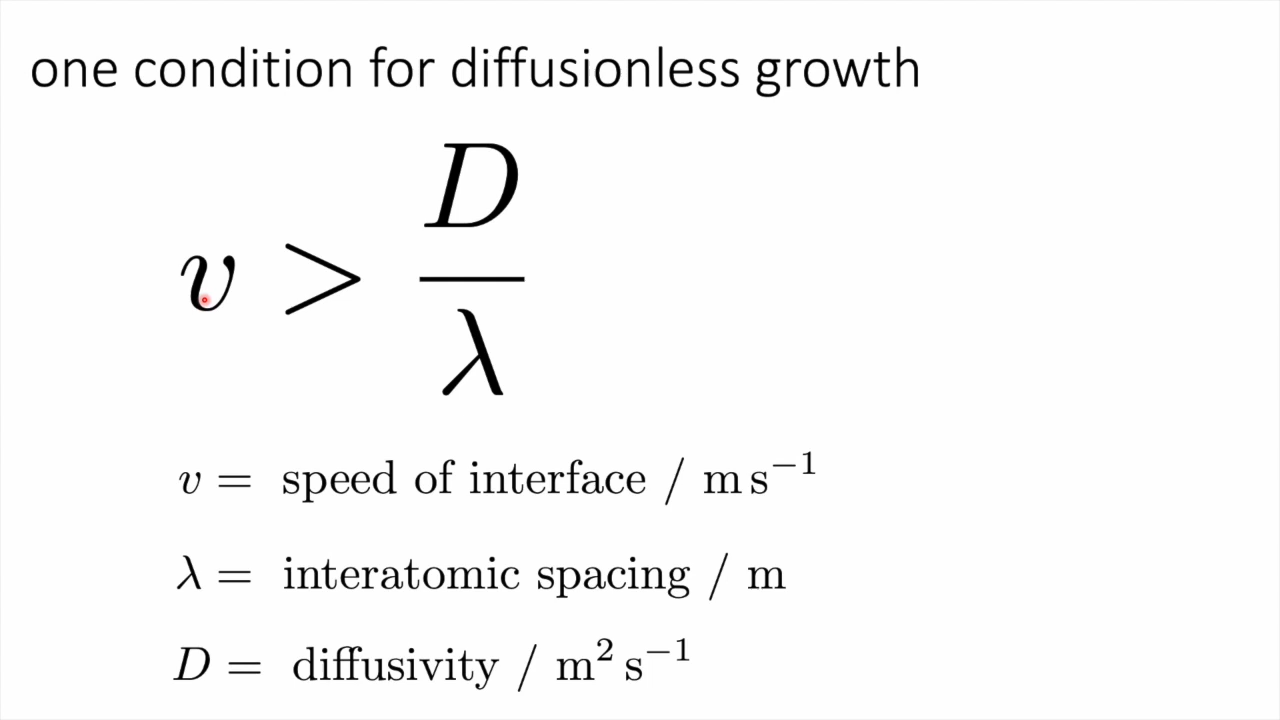 one condition for diffusionless growth
v > D/λ
v = speed of interface / m s⁻¹
λ = interatomic spacing / m
D = diffusivity / m² s⁻¹